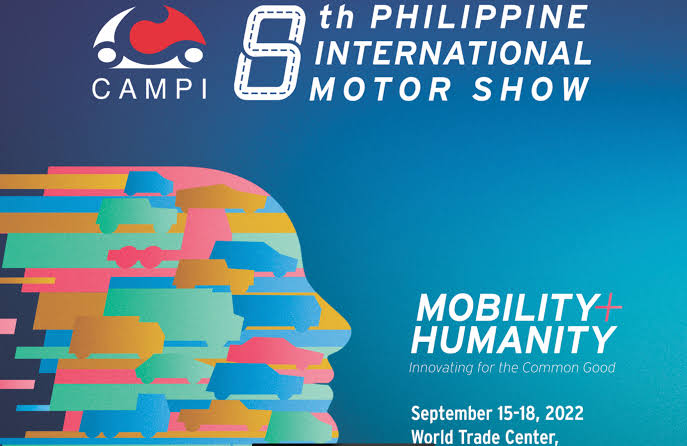 CAMPI
8th PHILIPPINE
INTERNATIONAL
MOTOR SHOW
MOBILITY+
HUMANITY
Innovating for the Common Good
September 15-18, 2022
World Trade Center,